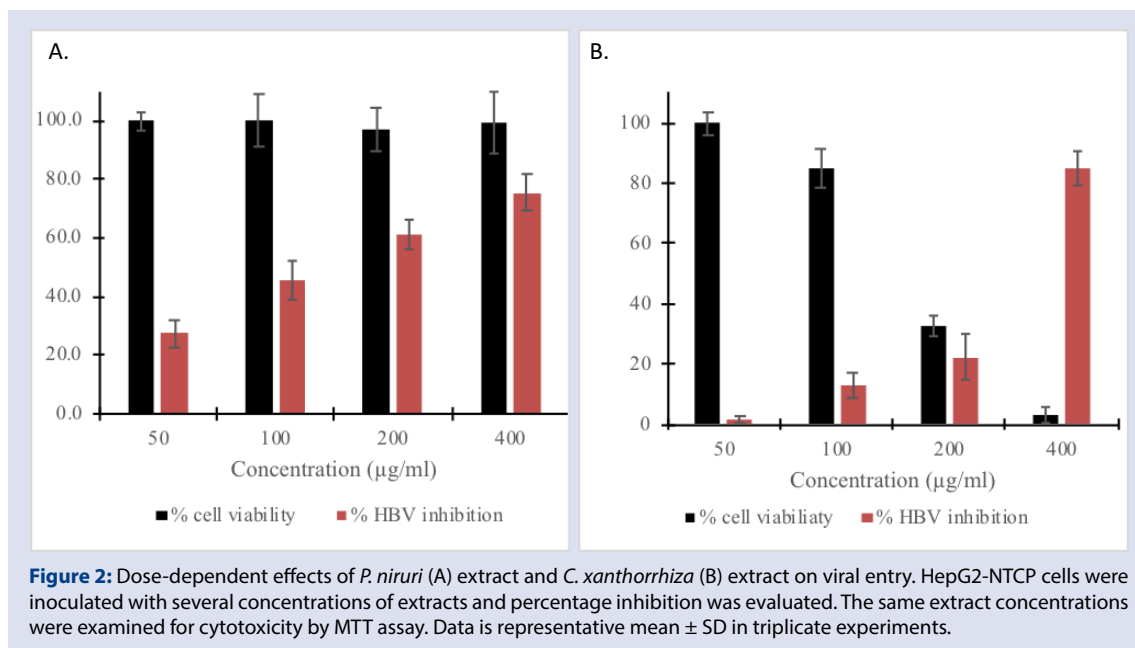 A.
100.0
80.0
60.0
40.0
20.0
0.0
50 100 200 400
Concentration (µg/ml)
% cell viability % HBV inhibition
B.
100
80
60
40
20
0
50 100 200 400
Concentration (µg/ml)
% cell viabiliaty % HBV inhibition
Figure 2: Dose-dependent effects of P. niruri (A) extract and C. xanthorrhiza (B) extract on viral entry. HepG2-NTCP cells were
inoculated with several concentrations of extracts and percentage inhibition was evaluated. The same extract concentrations
were examined for cytotoxicity by MTT assay. Data is representative mean ± SD in triplicate experiments.